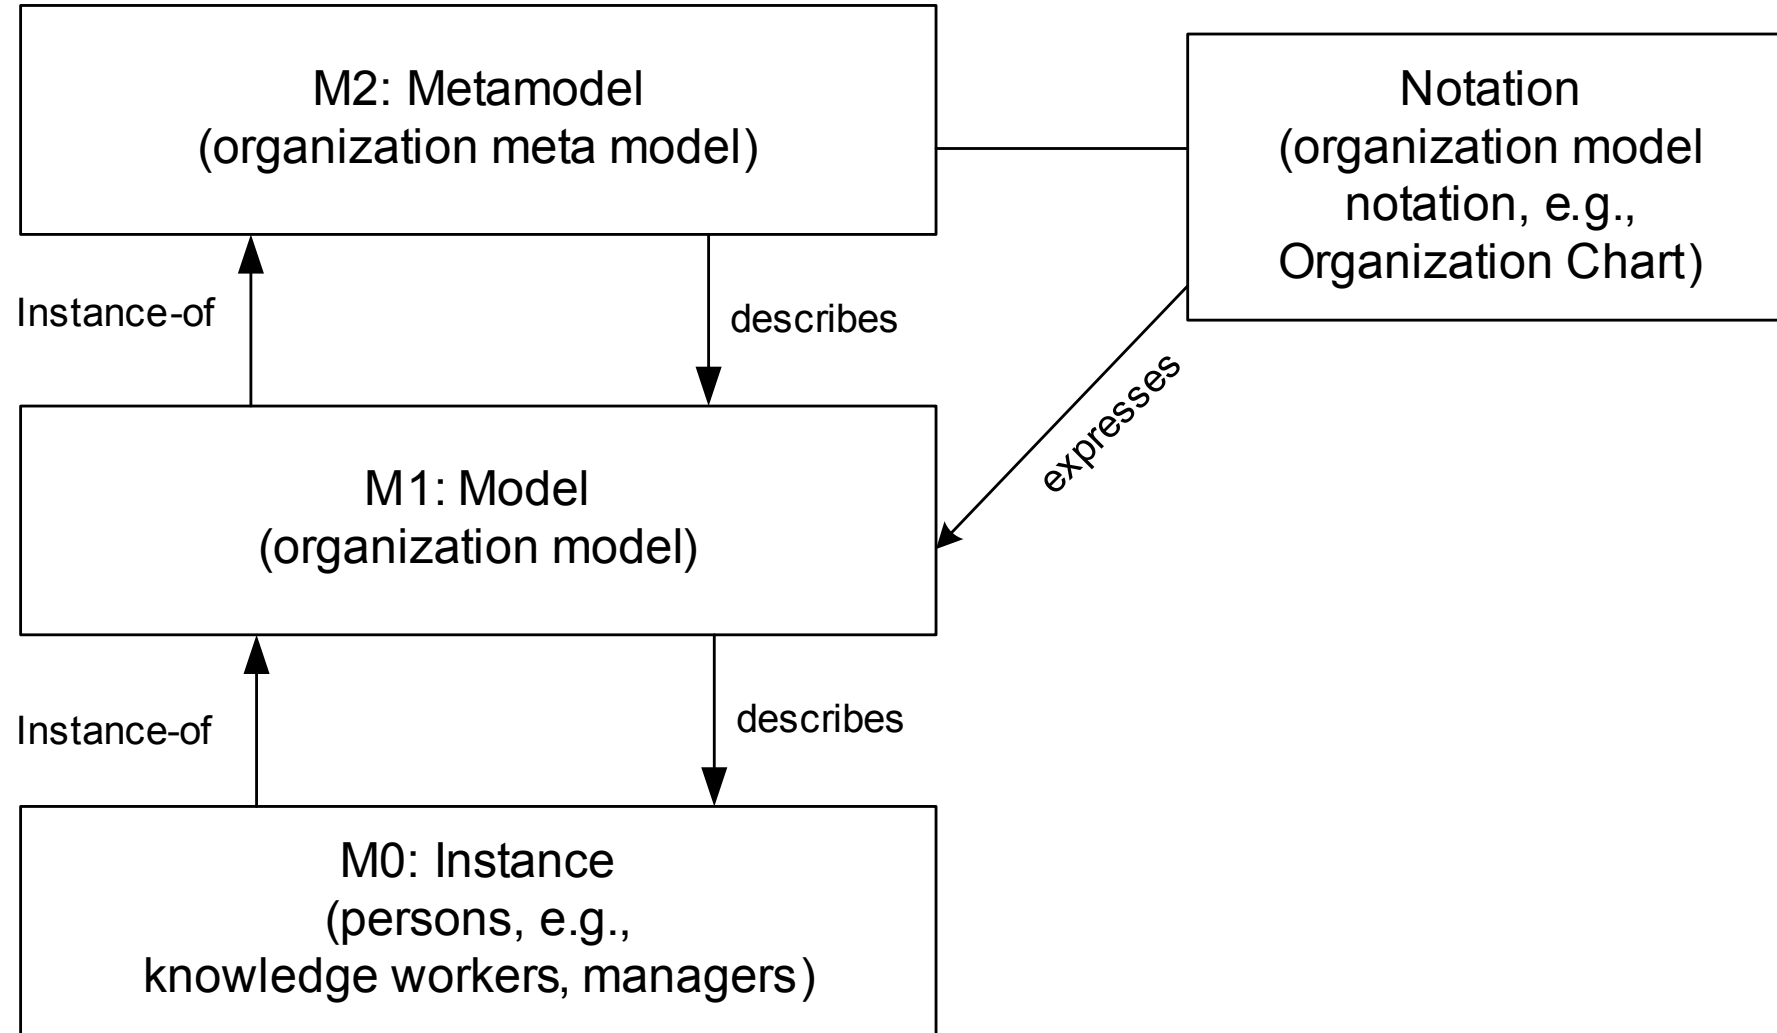 M2: Metamodel
(organization meta model)
Notation
(organization model
notation, e.g.,
Organization Chart)
Instance-of
describes
expresses
M1: Model
(organization model)
Instance-of
describes
M0: Instance
(persons, e.g.,
knowledge workers, managers)